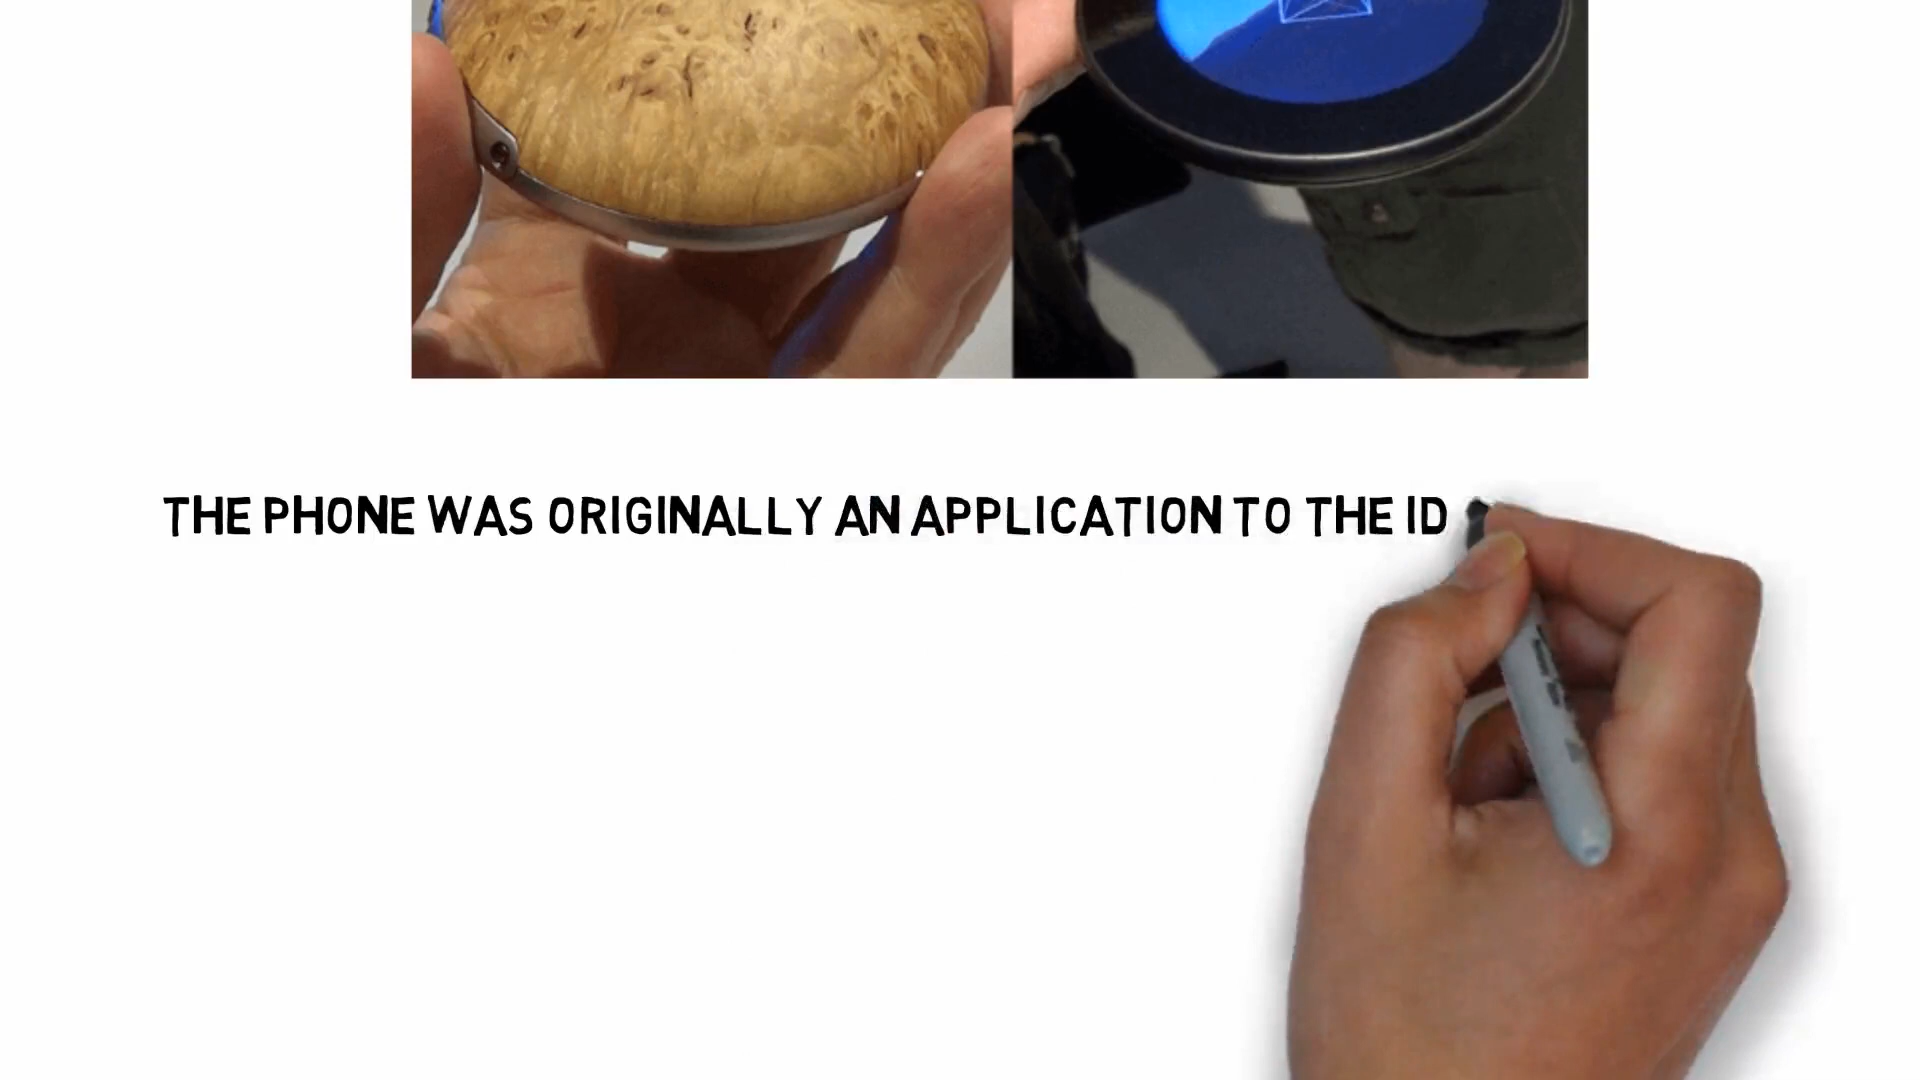 THE PHONE WAS ORIGINALLY AN APPLICATION TO THE ID